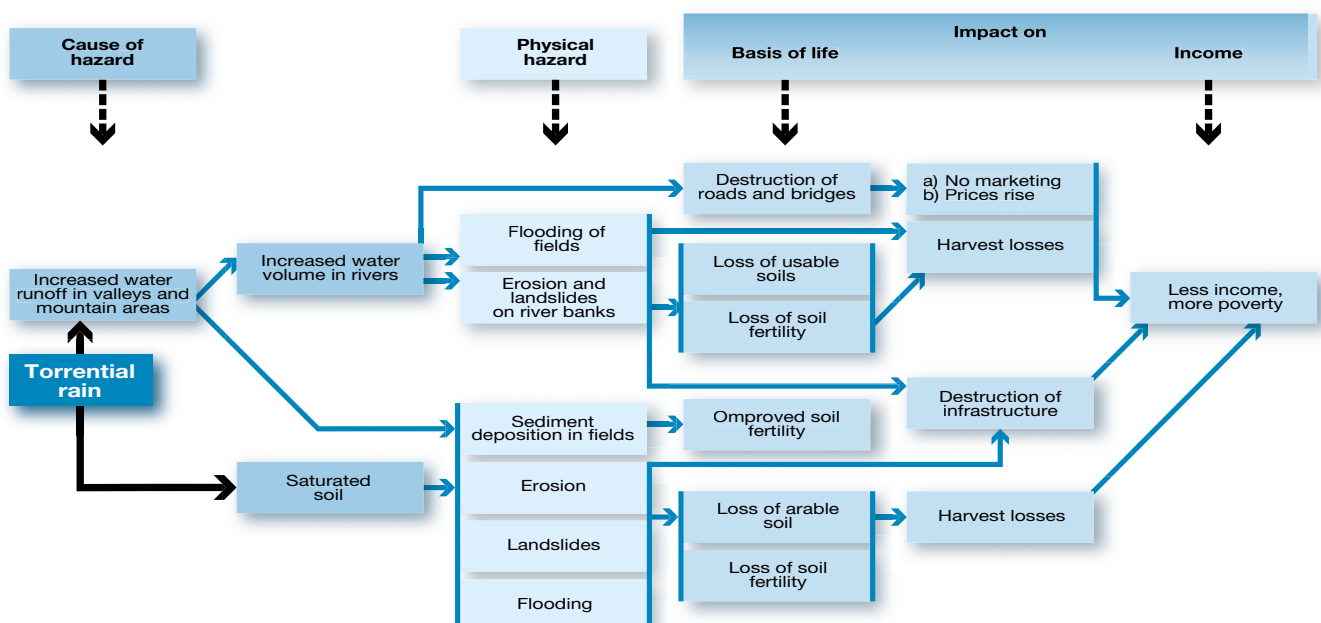 Cause of
hazard
Physical
hazard
Impact on
Basis of life
Income
Destruction of
roads and bridges
a) No marketing
b) Prices rise
Flooding of
fields
Harvest losses
Increased water
volume in rivers
Loss of usable
soils
Increased water
runoff in valleys and
mountain areas
Erosion and
landslides
on river banks
Less income,
more poverty
Loss of soil
fertility
Torrential
rain
Destruction of
infrastructure
Sediment
deposition in fields
Omproved soil
fertility
Saturated
soil
Erosion
Loss of arable
soil
Harvest losses
Landslides
Loss of soil
fertility
Flooding